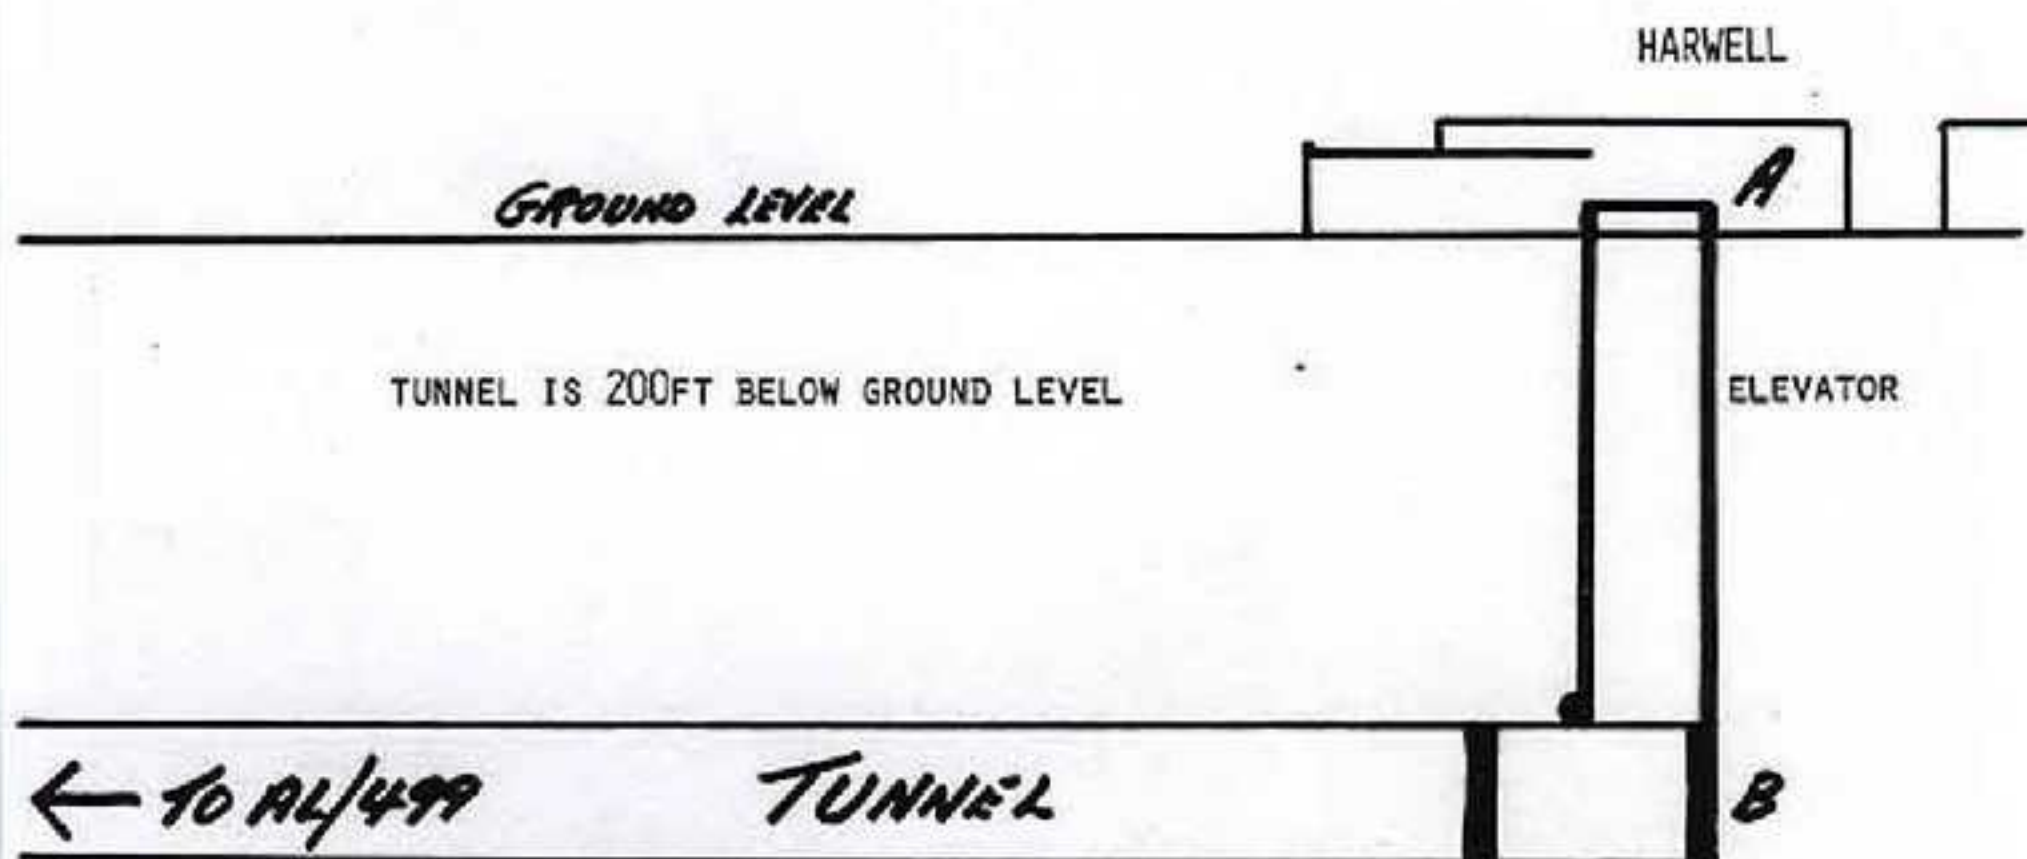 HARWELL
A
GROUND LEVEL
TUNNEL IS 200FT BELOW GROUND LEVEL
ELEVATOR
← TO AL/499
TUNNEL
B